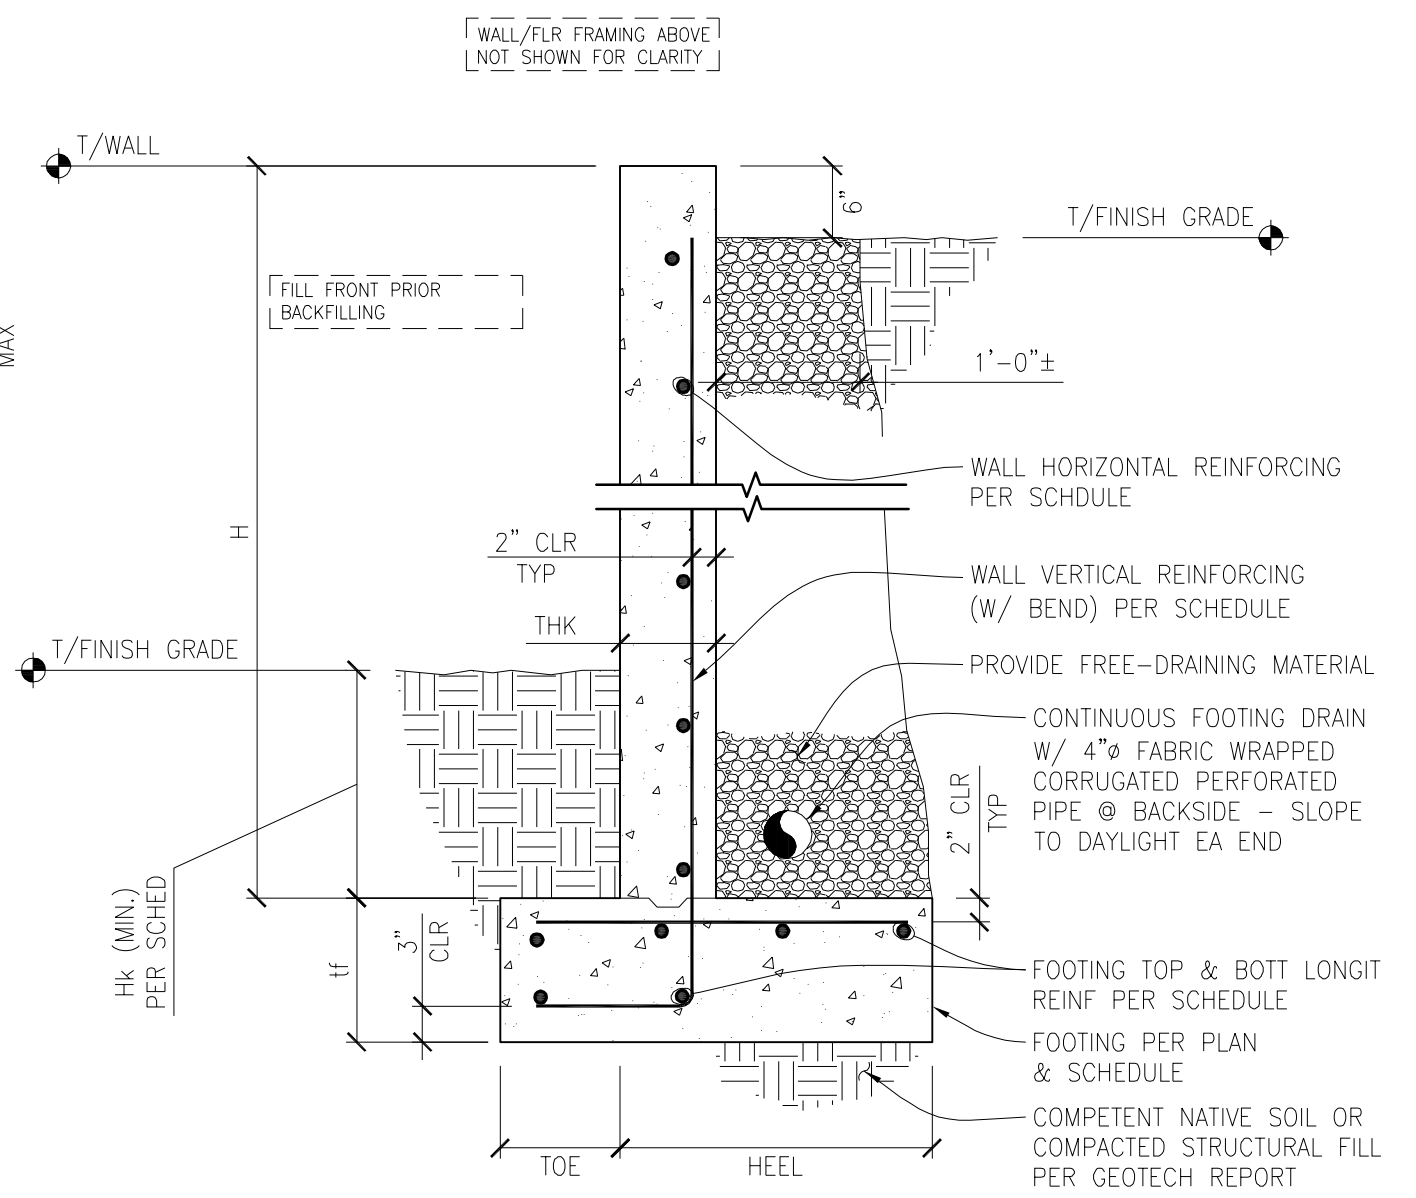 WALL/FLR FRAMING ABOVE
NOT SHOWN FOR CLARITY
T/WALL
6"
T/FINISH GRADE
FILL FRONT PRIOR
BACKFILLING
MAX
1'-0"±
WALL HORIZONTAL REINFORCING
PER SCHDULE
H
2" CLR
TYP
WALL VERTICAL REINFORCING
(W/ BEND) PER SCHEDULE
THK
T/FINISH GRADE
PROVIDE FREE-DRAINING MATERIAL
CONTINUOUS FOOTING DRAIN
W/ 4"ø FABRIC WRAPPED
CORRUGATED PERFORATED
PIPE @ BACKSIDE - SLOPE
TO DAYLIGHT EA END
2" CLR
TYP
Hk (MIN.)
PER SCHED
tf
3"
CLR
FOOTING TOP & BOTT LONGIT
REINF PER SCHEDULE
FOOTING PER PLAN
& SCHEDULE
COMPETENT NATIVE SOIL OR
COMPACTED STRUCTURAL FILL
PER GEOTECH REPORT
TOE
HEEL